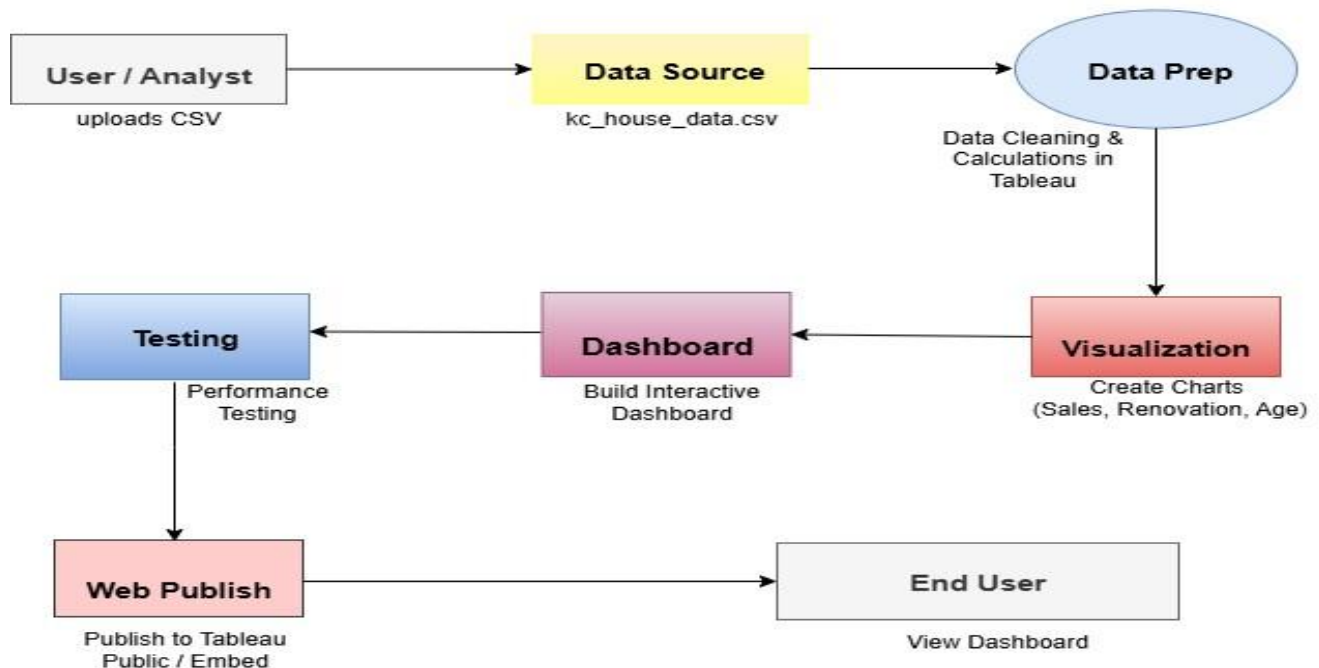 User / Analyst
uploads CSV
Data Source
kc_house_data.csv
Data Prep
Data Cleaning &
Calculations in
Tableau
Visualization
Create Charts
(Sales, Renovation, Age)
Dashboard
Build Interactive
Dashboard
Testing
Performance
Testing
Web Publish
Publish to Tableau
Public / Embed
End User
View Dashboard